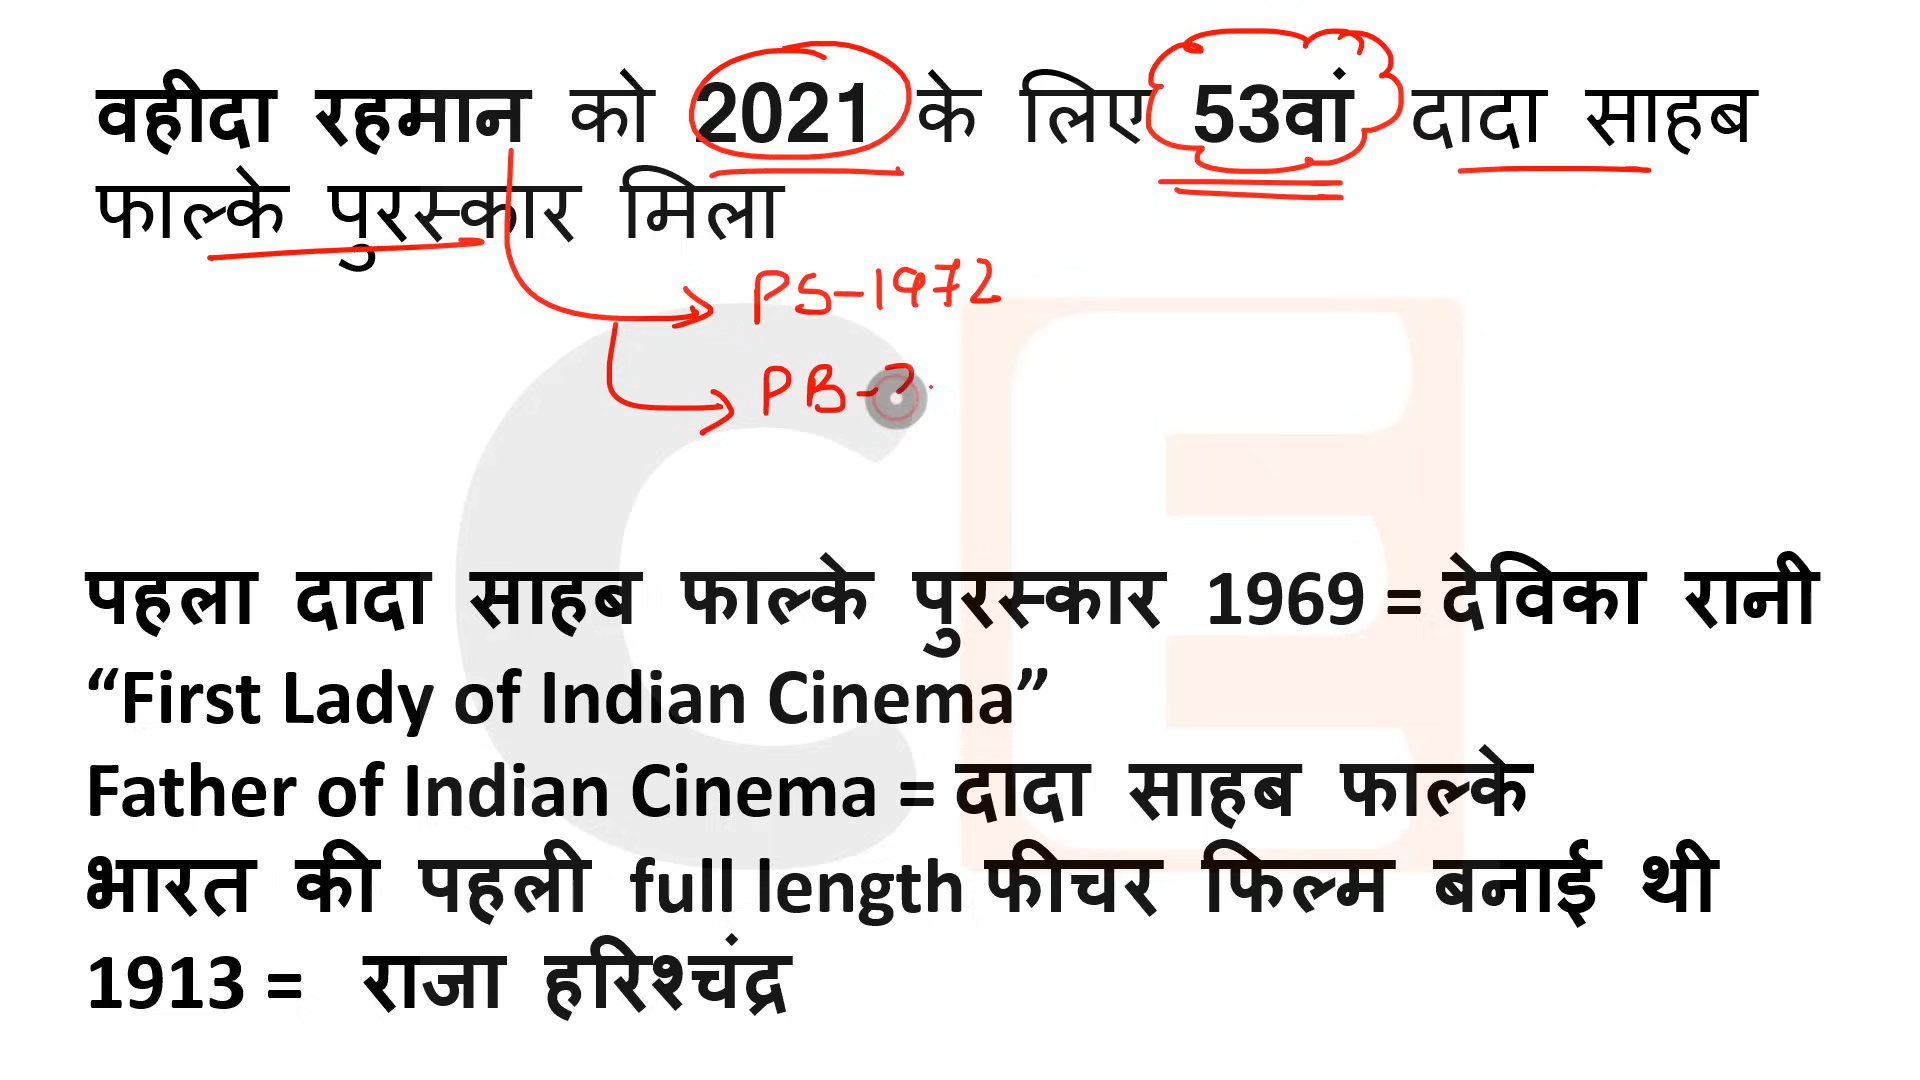 वहीदा रहमान को 2021 के लिए 53वां दादा साहब
फाल्के पुरस्कार मिला
PS-1972
PB-
पहला दादा साहब फाल्के पुरस्कार 1969 = देविका रानी
“First Lady of Indian Cinema”
Father of Indian Cinema = दादा साहब फाल्के
भारत की पहली full length फीचर फिल्म बनाई थी
1913 = राजा हरिश्चंद्र